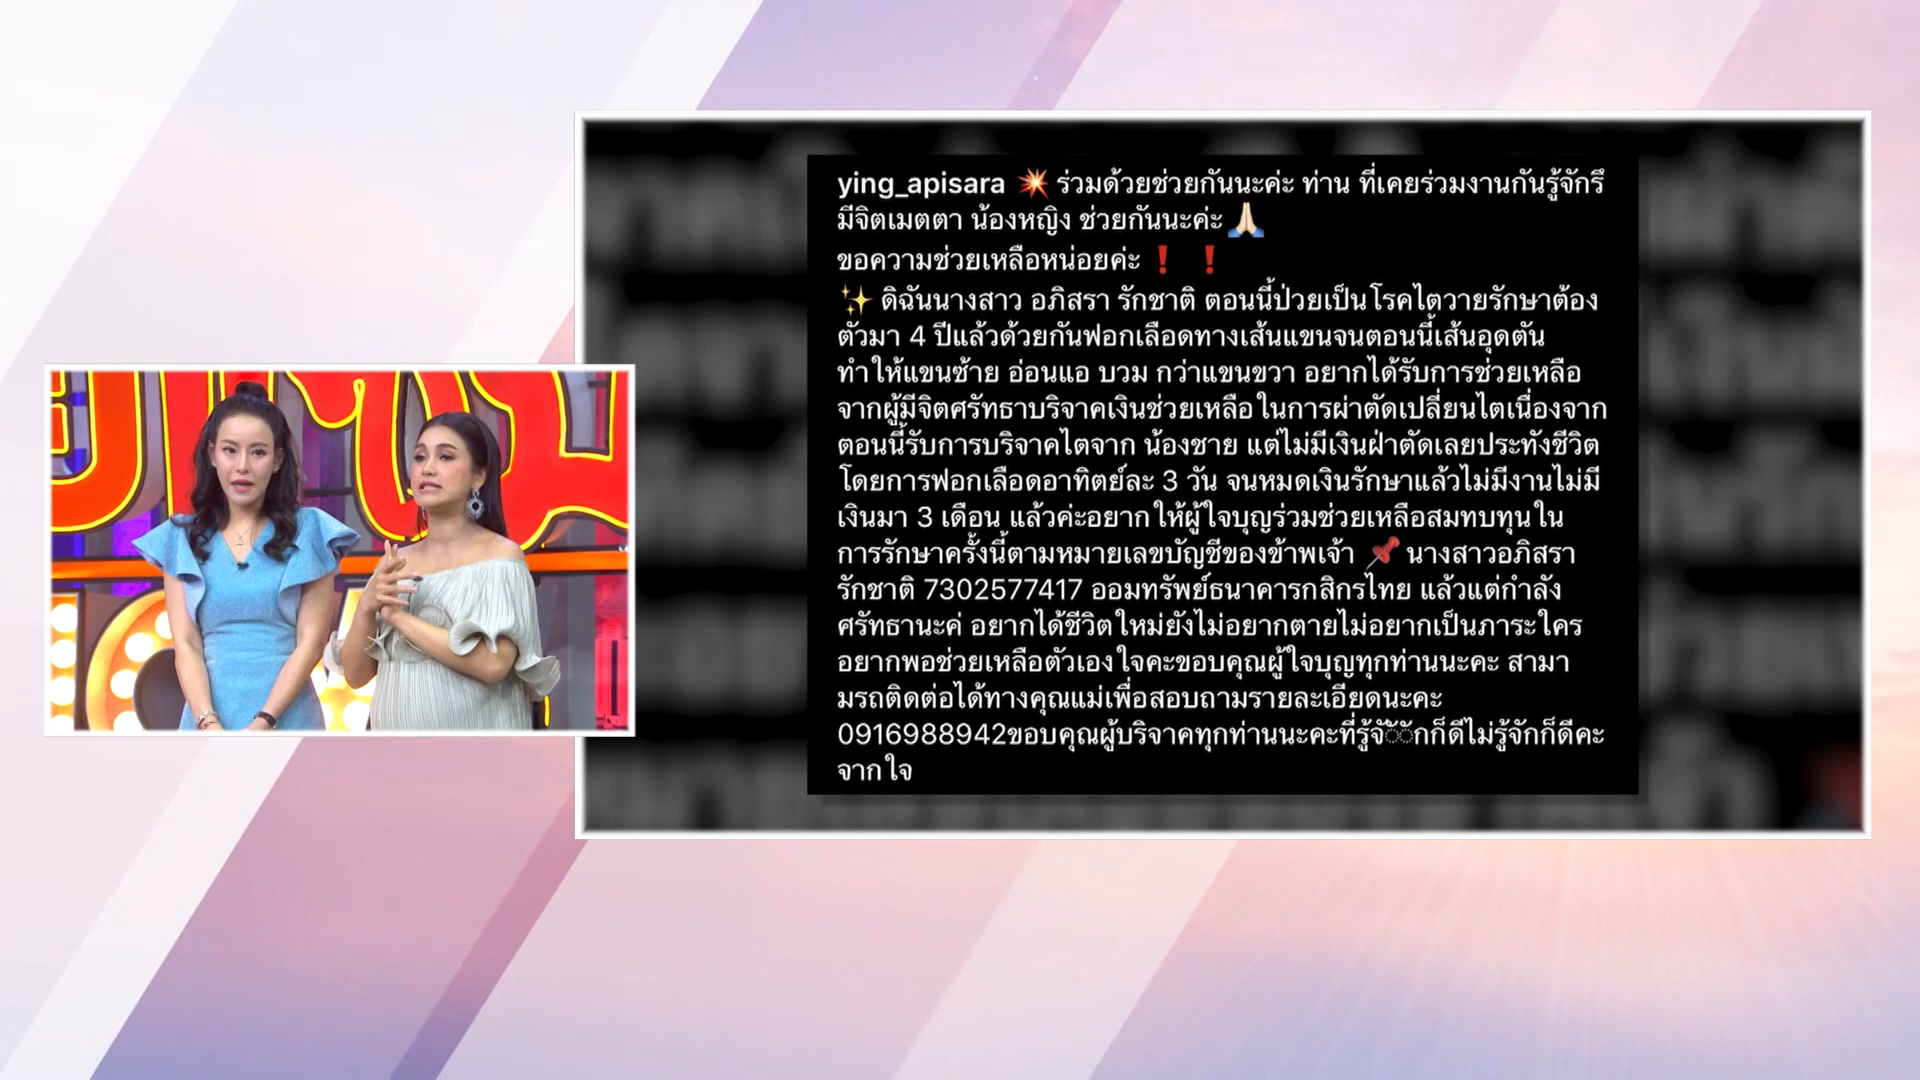 ying_apisara 💥 ร่วมด้วยช่วยกันนะค่ะ ท่าน ที่เคยร่วมงานกันรู้จักรึ
มีจิตเมตตา น้องหญิง ช่วยกันนะค่ะ🙏🏻
ขอความช่วยเหลือหน่อยค่ะ ❗ ❗
✨ ดิฉันนางสาว อภิสรา รักชาติ ตอนนี้ป่วยเป็นโรคไตวายรักษาต้อง
ตัวมา 4 ปีแล้วด้วยกันฟอกเลือดทางเส้นแขนจนตอนนี้เส้นอุดตัน
ทำให้แขนซ้าย อ่อนแอ บวม กว่าแขนขวา อยากได้รับการช่วยเหลือ
จากผู้มีจิตศรัทธาบริจาคเงินช่วยเหลือในการผ่าตัดเปลี่ยนไตเนื่องจาก
ตอนนี้รับการบริจาคไตจาก น้องชาย แต่ไม่มีเงินฝ่าตัดเลยประทังชีวิต
โดยการฟอกเลือดอาทิตย์ละ 3 วัน จนหมดเงินรักษาแล้วไม่มีงานไม่มี
เงินมา 3 เดือน แล้วค่ะอยากให้ผู้ใจบุญร่วมช่วยเหลือสมทบทุนใน
การรักษาครั้งนี้ตามหมายเลขบัญชีของข้าพเจ้า 📌 นางสาวอภิสรา
รักชาติ 7302577417 ออมทรัพย์ธนาคารกสิกรไทย แล้วแต่กำลัง
ศรัทธานะค่ อยากได้ชีวิตใหม่ยังไม่อยากตายไม่อยากเป็นภาระใคร
อยากพอช่วยเหลือตัวเองใจคะขอบคุณผู้ใจบุญทุกท่านนะคะ สามา
มรถติดต่อได้ทางคุณแม่เพื่อสอบถามรายละเอียดนะคะ
0916988942ขอบคุณผู้บริจาคทุกท่านนะคะที่รู้จัััักก็ดีไม่รู้จักก็ดีคะ
จากใจ